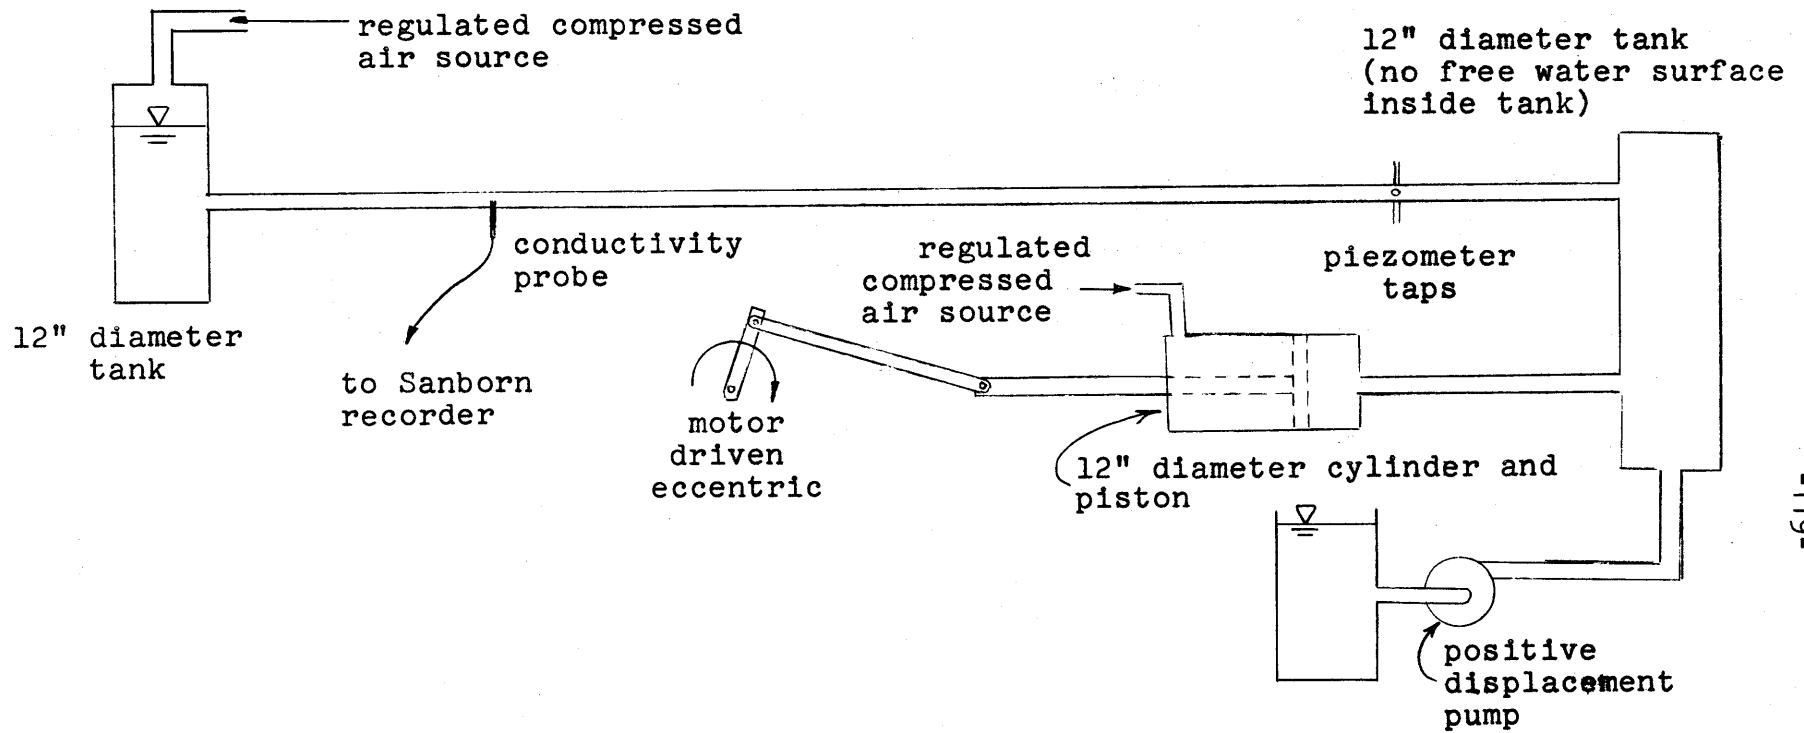 regulated compressed
air source
12" diameter tank
(no free water surface
inside tank)
conductivity
probe
regulated
compressed
air source
piezometer
taps
12" diameter
tank
to Sanborn
recorder
motor
driven
eccentric
12" diameter cylinder and
piston
positive
displacement
pump
-119-